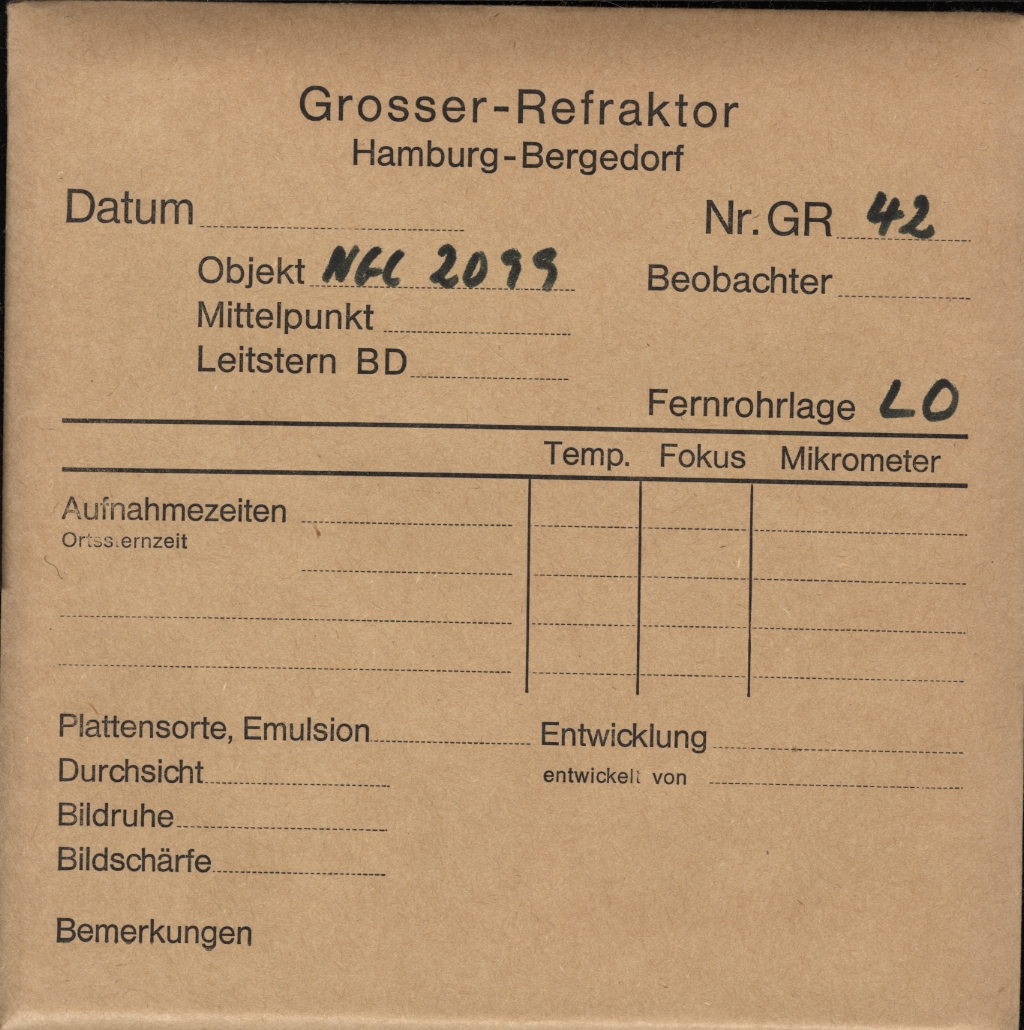 Grosser-Refraktor
Hamburg-Bergedorf
Datum
Nr. GR 42
Objekt NGC 2099
Beobachter
Mittelpunkt
Leitstern BD
Fernrohrlage LO
Temp. Fokus Mikrometer
Aufnahmezeiten
Ortssternzeit
Plattensorte, Emulsion
Entwicklung
Durchsicht
entwickelt von
Bildruhe
Bildschärfe
Bemerkungen